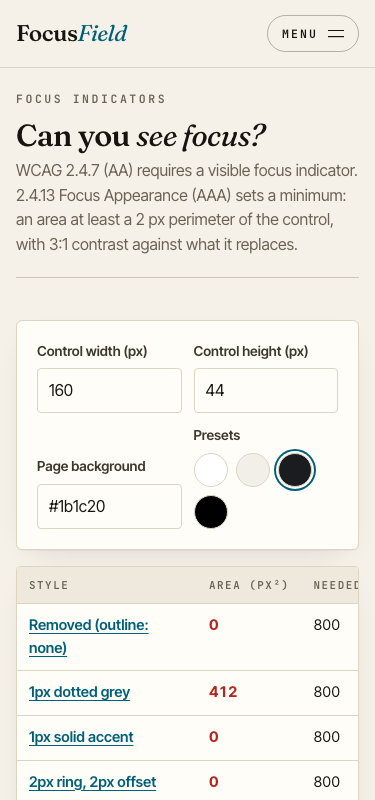 FocusField
MENU
FOCUS INDICATORS
Can you see focus?
WCAG 2.4.7 (AA) requires a visible focus indicator.
2.4.13 Focus Appearance (AAA) sets a minimum:
an area at least a 2 px perimeter of the control,
with 3:1 contrast against what it replaces.
Control width (px)
Control height (px)
160
44
Presets
Page background
#1b1c20
STYLE AREA (PX²) NEEDED
Removed (outline: 0 800
none)
1px dotted grey 412 800
1px solid accent 0 800
2px ring, 2px offset 0 800